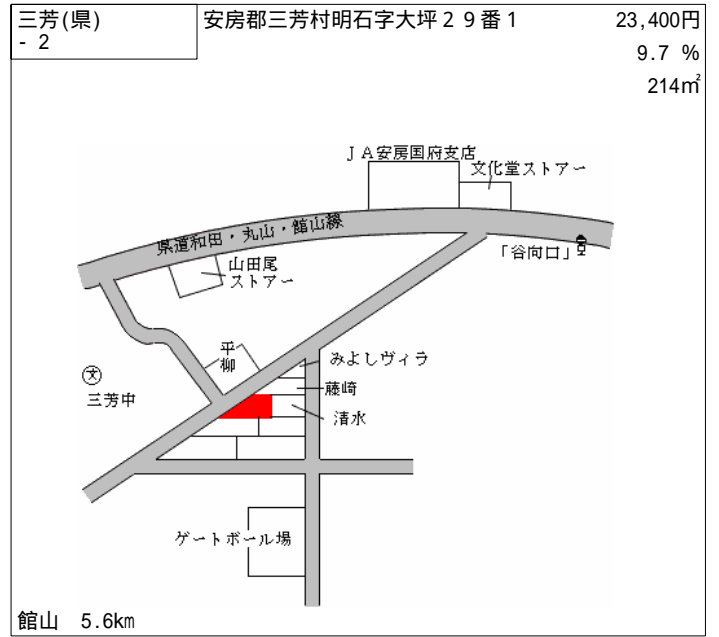 三芳(県)
- 2
安房郡三芳村明石字大坪２９番１
23,400円
9.7 %
214㎡
ＪＡ安房国府支店
文化堂ストアー
県道和田・丸山・館山線
「谷向口」
山田尾
ストアー
平柳
みよしヴィラ
文
三芳中
藤崎
清水
ゲートボール場
館山 5.6km